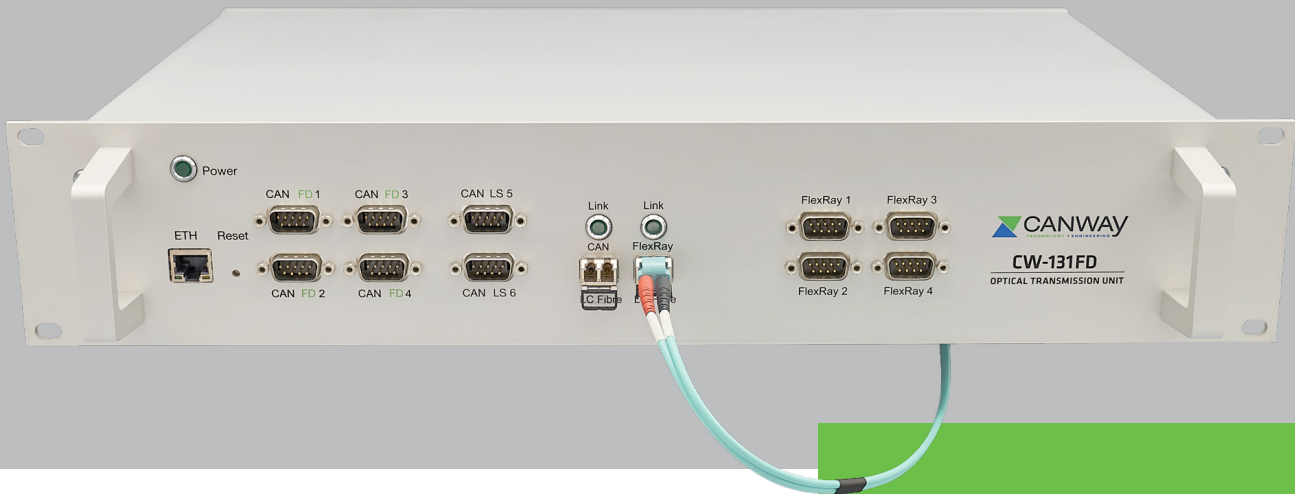 Power
CAN FD 1
CAN FD 3
CAN LS 5
Link
Link
FlexRay 1
FlexRay 3
ETH
Reset
CAN
FlexRay
CANWAY
TECHNOLOGY & ENGINEERING
CW-131FD
OPTICAL TRANSMISSION UNIT
CAN FD 2
CAN FD 4
CAN LS 6
LC Fibre
FlexRay 2
FlexRay 4